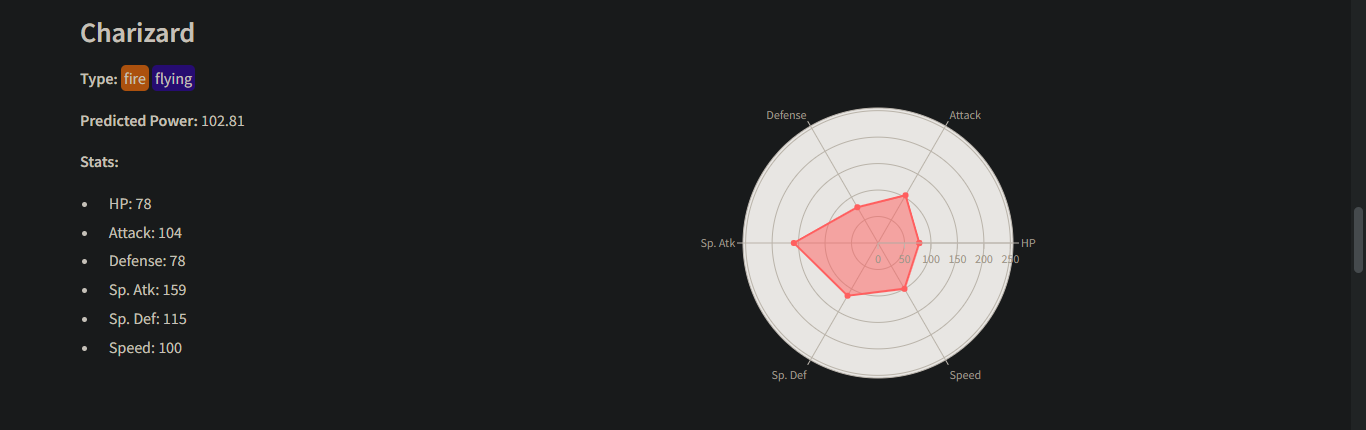 Charizard
Type: fire flying
Predicted Power: 102.81
Stats:
HP: 78
Attack: 104
Defense: 78
Sp. Atk: 159
Sp. Def: 115
Speed: 100
Defense Attack
Sp. Atk HP
0 50 100 150 200 250
Sp. Def Speed